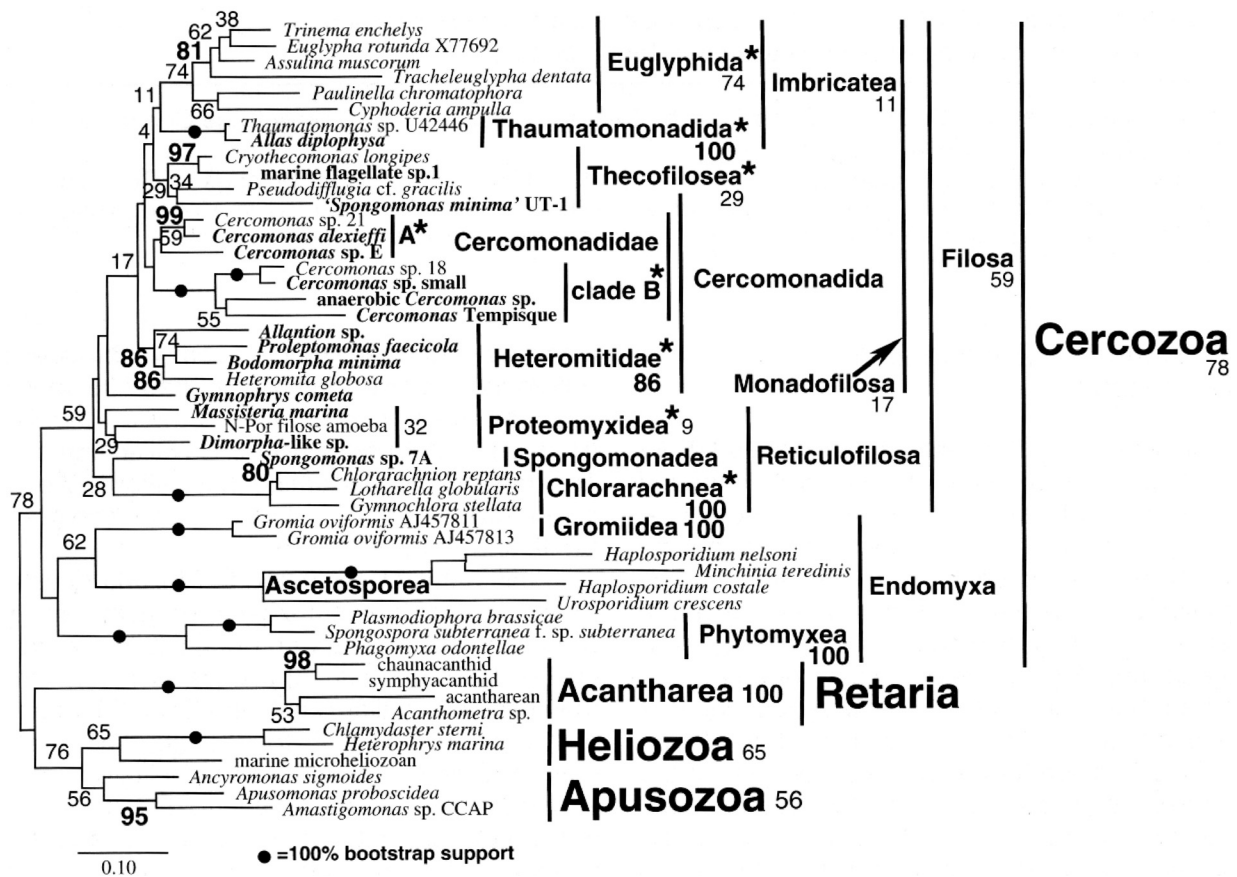 38
62
81
74
11
66
4
Trinema enchelys
Euglypha rotunda X77692
Assulina muscorum
Tracheleuglypha dentata
Paulinella chromatophora
Cyphoderia ampulla
Euglyphida*
74
Imbricatea
11
Thaumatomonas sp. U42446
Allas diplophysa
Thaumatomonadida*
100
97
34
29
Cryothecomonas longipes
marine flagellate sp.1
Pseudodifflugia cf. gracilis
‘Spongomonas minima’ UT-1
Thecofilosea*
29
99
59
17
Cercomonas sp. 21
Cercomonas alexieffi
Cercomonas sp. E
A*
Cercomonadidae
Cercomonas sp. 18
Cercomonas sp. small
anaerobic Cercomonas sp.
Cercomonas Tempisque
55
clade B*
Cercomonadida
Filosa
59
Cercozoa
78
Allantion sp.
Proleptomonas faecicola
Bodomorpha minima
Heteromita globosa
74
86
86
Heteromitidae*
86
Monadofilosa
17
Gymnophrys cometa
Massisteria marina
N-Por filose amoeba
Dimorpha-like sp.
59
29
32
Proteomyxidea* 9
Spongomonas sp. 7A
Spongomonadea
Reticulofilosa
80
28
Chlorarachnion reptans
Lotharella globularis
Gymnochlora stellata
Chlorarachnea*
100
78
62
Gromia oviformis AJ457811
Gromia oviformis AJ457813
Gromiidea 100
Haplosporidium nelsoni
Minchinia teredinis
Haplosporidium costale
Urosporidium crescens
Ascetosporea
Endomyxa
Plasmodiophora brassicae
Spongospora subterranea f. sp. subterranea
Phagomyxa odontellae
Phytomyxea
100
98
53
chaunacanthid
symphyacanthid
acantharean
Acanthometra sp.
Acantharea 100
Retaria
76
65
Chlamydaster sterni
Heterophrys marina
marine microheliozoan
Heliozoa 65
56
95
Ancyromonas sigmoides
Apusomonas proboscidea
Amastigomonas sp. CCAP
Apusozoa 56
0.10
●=100% bootstrap support